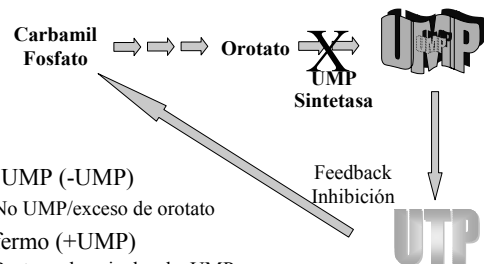 Carbamil
Fosfato
Orotato
X
UMP
Sintetasa
UMP
Feedback
Inhibición
UTP
UMP (-UMP)
No UMP/exceso de orotato
fermo (+UMP)